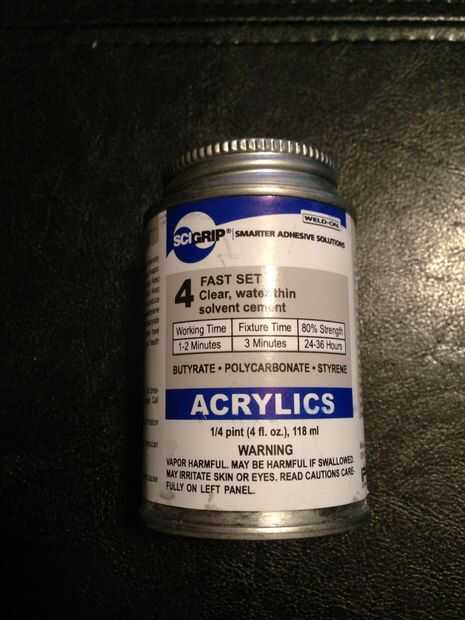 WELD-ON
SCIGRIP® SMARTER ADHESIVE SOLUTIONS
4 FAST SET
Clear, water thin
solvent cement
Working Time Fixture Time 80% Strength
1-2 Minutes 3 Minutes 24-36 Hours
BUTYRATE • POLYCARBONATE • STYRENE
ACRYLICS
1/4 pint (4 fl. oz.), 118 ml
WARNING
VAPOR HARMFUL. MAY BE HARMFUL IF SWALLOWED.
MAY IRRITATE SKIN OR EYES. READ CAUTIONS CARE-
FULLY ON LEFT PANEL.